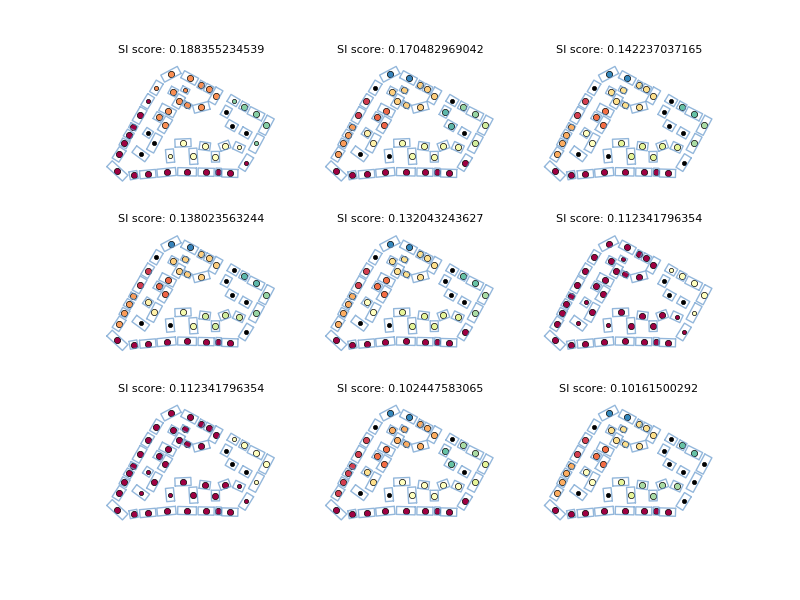 SI score: 0.188355234539
SI score: 0.170482969042
SI score: 0.142237037165
SI score: 0.138023563244
SI score: 0.132043243627
SI score: 0.112341796354
SI score: 0.112341796354
SI score: 0.102447583065
SI score: 0.10161500292